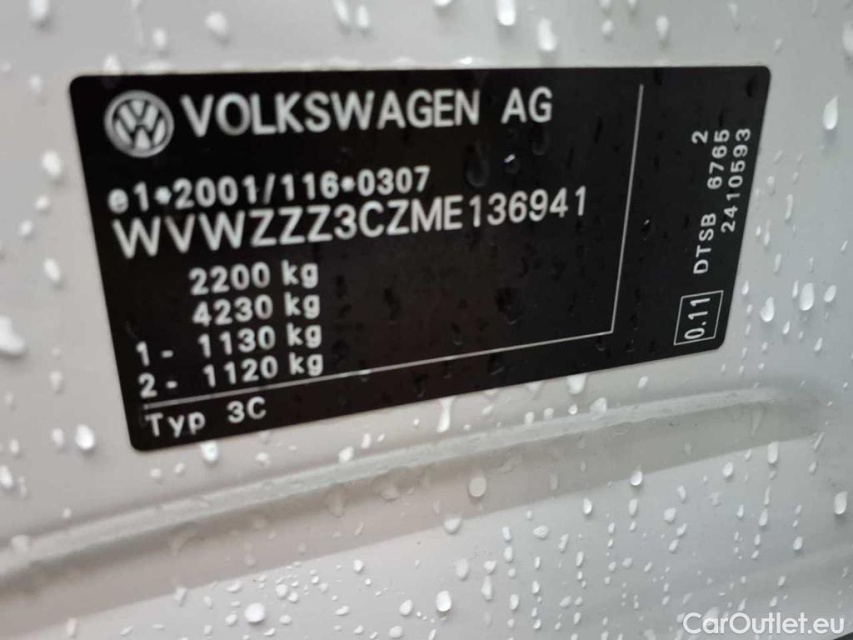 VOLKSWAGEN AG
e1*2001/116*0307
WVWZZZ3CZME136941
2200 kg
4230 kg
1 - 1130 kg
2 - 1120 kg
Typ 3C
2
DTSB 6765
2410593
0.11
CarOutlet.eu